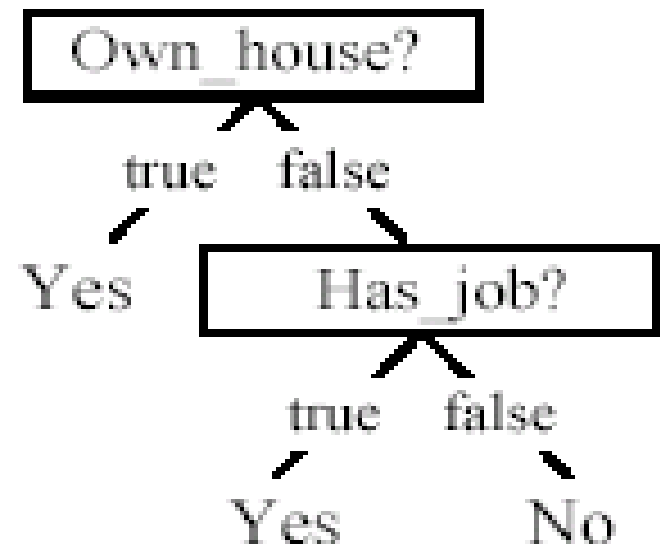 Own_house?
true false
Yes
Has_job?
true false
Yes No